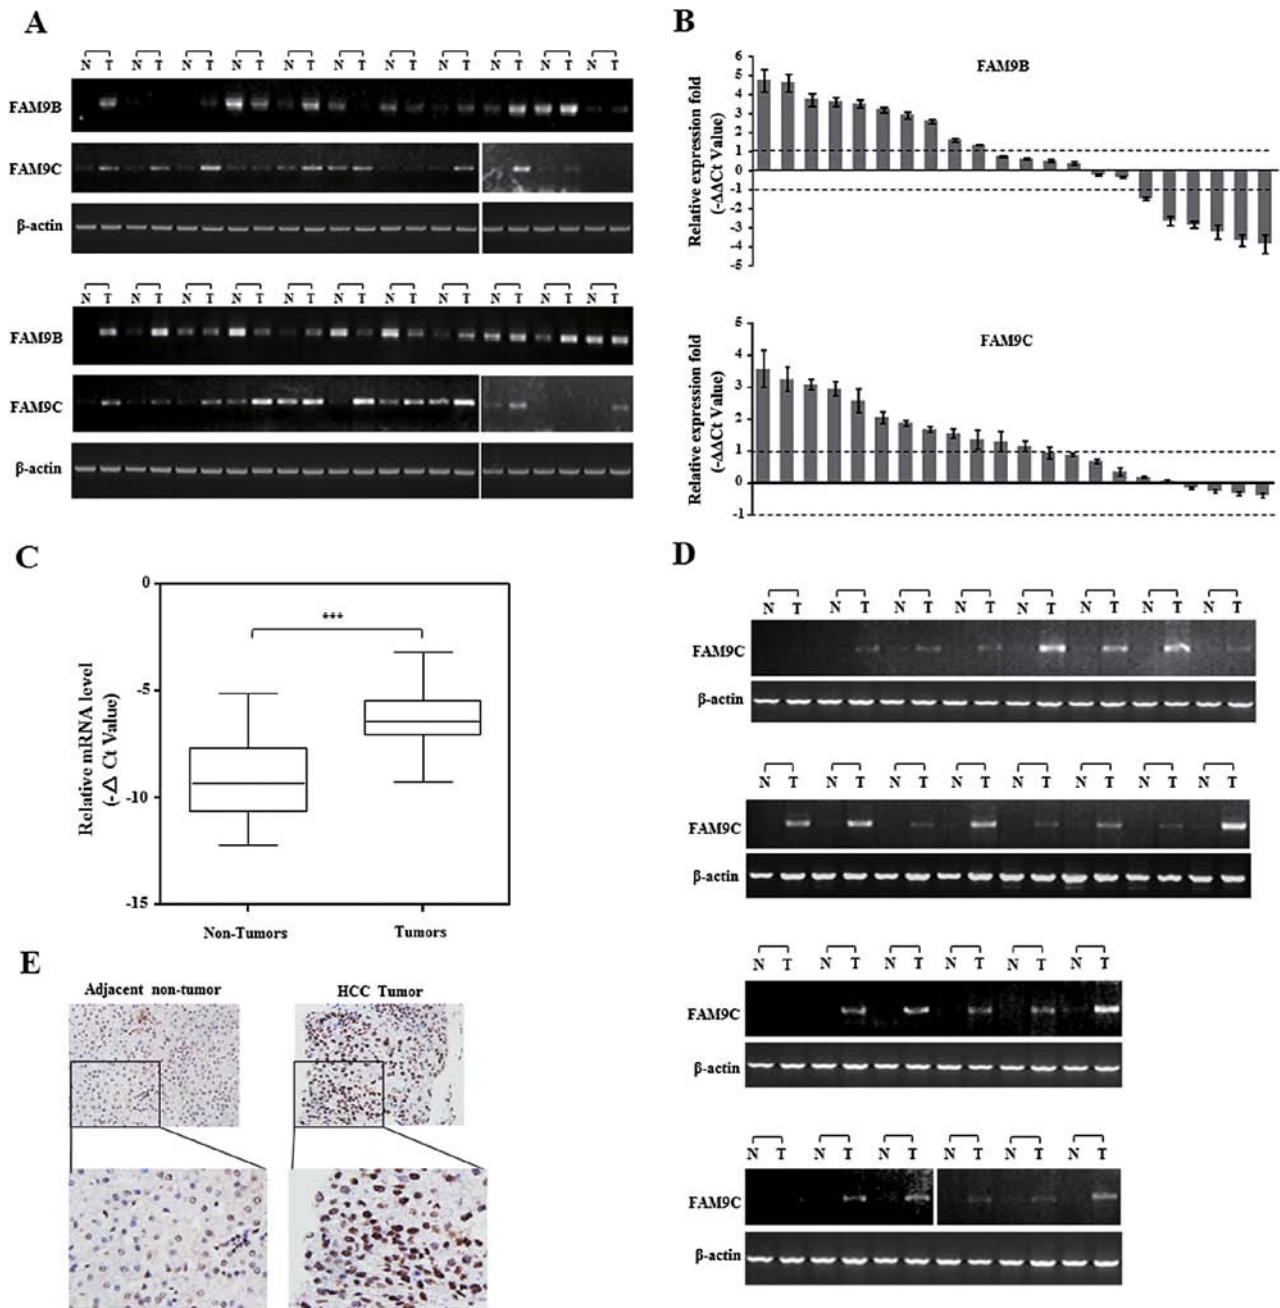 A
N T N T N T N T N T N T N T N T N T N T N T
FAM9B
FAM9C
β-actin
N T N T N T N T N T N T N T N T N T N T N T
FAM9B
FAM9C
β-actin
B
FAM9B
Relative expression fold
(-ΔΔCt Value)
6
5
4
3
2
1
0
-1
-2
-3
-4
-5
FAM9C
Relative expression fold
(-ΔΔCt Value)
5
4
3
2
1
0
-1
C
Relative mRNA level
(-Δ Ct Value)
0
-5
-10
-15
***
Non-Tumors Tumors
D
N T N T N T N T N T N T N T N T
FAM9C
β-actin
N T N T N T N T N T N T N T N T
FAM9C
β-actin
N T N T N T N T N T N T
FAM9C
β-actin
N T N T N T N T N T N T
FAM9C
β-actin
E
Adjacent non-tumor HCC Tumor